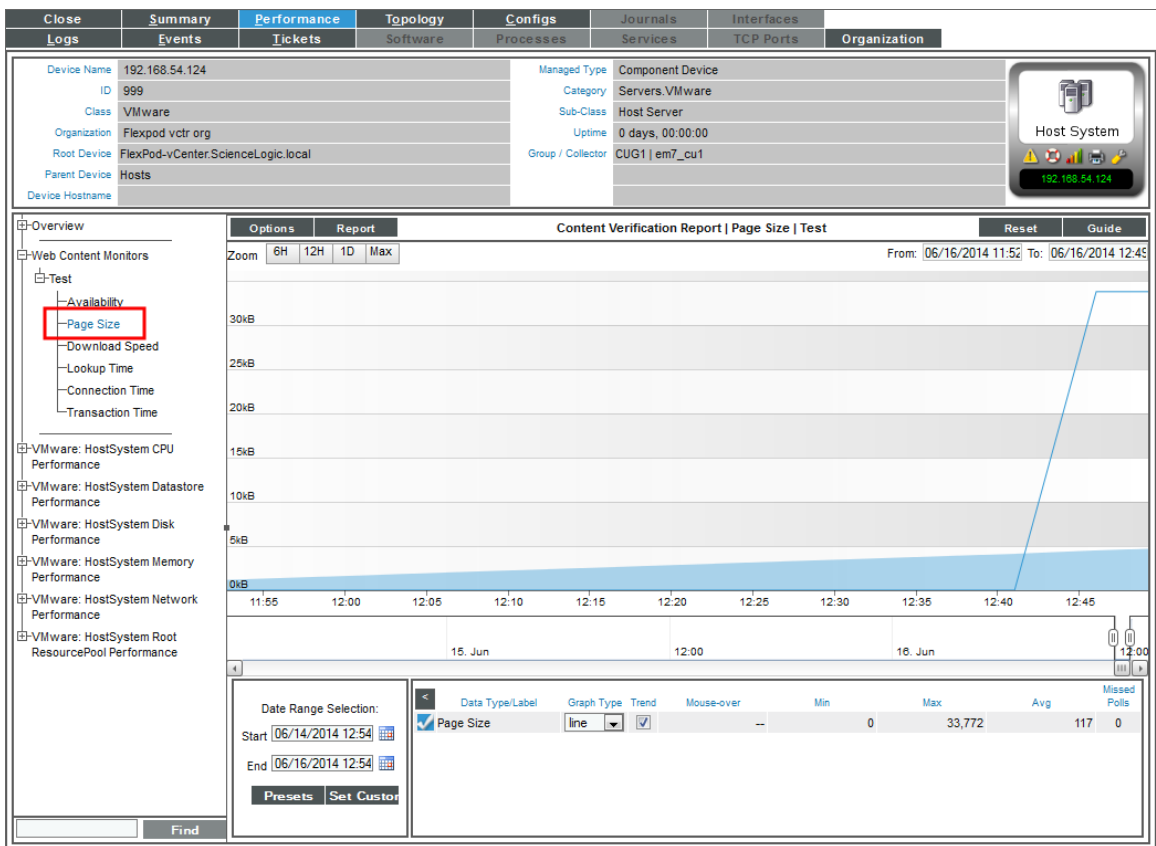 Close Summary Performance Topology Configs Journals Interfaces
Logs Events Tickets Software Processes Services TCP Ports Organization
Device Name 192.168.54.124 Managed Type Component Device
ID 999 Category Servers.VMware
Class VMware Sub-Class Host Server
Organization Flexpod vctr org Uptime 0 days, 00:00:00
Root Device FlexPod-vCenter.ScienceLogic.local Group / Collector CUG1 | em7_cu1
Parent Device Hosts
Device Hostname
Host System
192.168.54.124
Overview
Web Content Monitors
Test
Availability
Page Size
Download Speed
Lookup Time
Connection Time
Transaction Time
VMware: HostSystem CPU
Performance
VMware: HostSystem Datastore
Performance
VMware: HostSystem Disk
Performance
VMware: HostSystem Memory
Performance
VMware: HostSystem Network
Performance
VMware: HostSystem Root
ResourcePool Performance
Find
Options Report Content Verification Report | Page Size | Test Reset Guide
Zoom 6H 12H 1D Max From: 06/16/2014 11:52 To: 06/16/2014 12:49
30kB
25kB
20kB
15kB
10kB
5kB
0kB
11:55 12:00 12:05 12:10 12:15 12:20 12:25 12:30 12:35 12:40 12:45
15. Jun 12:00 16. Jun 12:00
Date Range Selection:
Start 06/14/2014 12:54
End 06/16/2014 12:54
Presets Set Custor
< Data Type/Label Graph Type Trend Mouse-over Min Max Avg Missed Polls
Page Size line -- 0 33,772 117 0